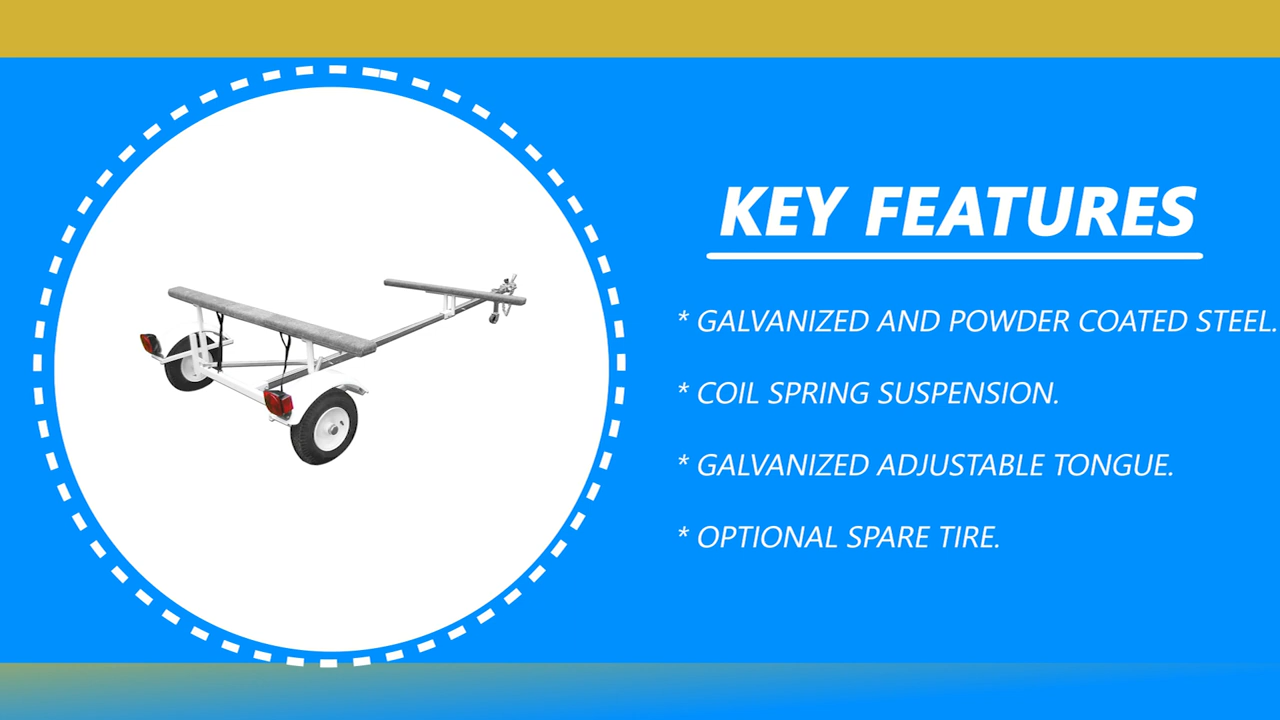 KEY FEATURES
* GALVANIZED AND POWDER COATED STEEL.
* COIL SPRING SUSPENSION.
* GALVANIZED ADJUSTABLE TONGUE.
* OPTIONAL SPARE TIRE.